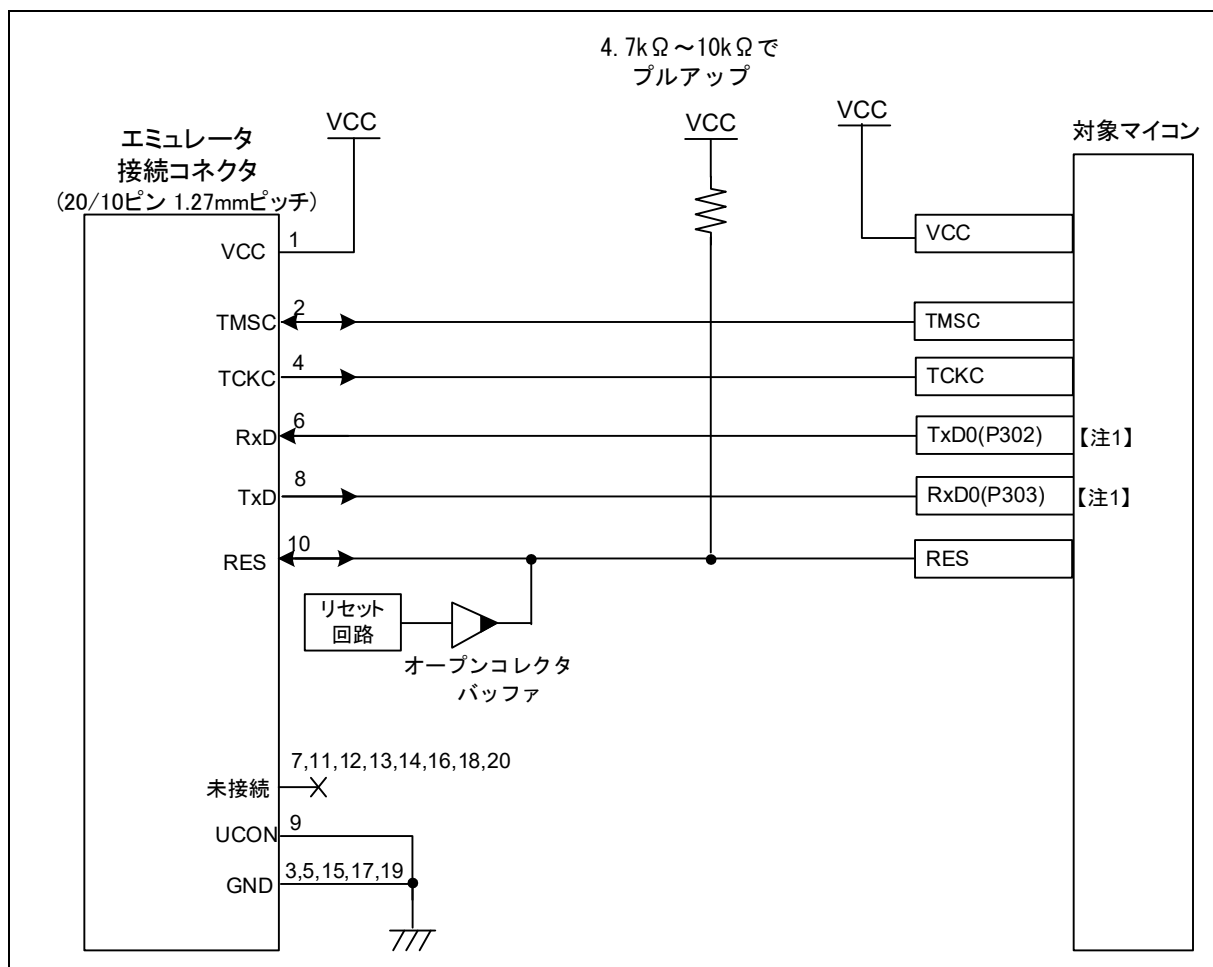 4.7kΩ～10kΩで
プルアップ
VCC
VCC
VCC
エミュレータ
接続コネクタ
(20/10ピン 1.27mmピッチ)
対象マイコン
VCC
1
VCC
TMSC
2
TMSC
TCKC
4
TCKC
RxD
6
TxD0(P302)
【注1】
TxD
8
RxD0(P303)
【注1】
RES
10
RES
リセット
回路
オープンコレクタ
バッファ
未接続
7,11,12,13,14,16,18,20
UCON
9
GND
3,5,15,17,19